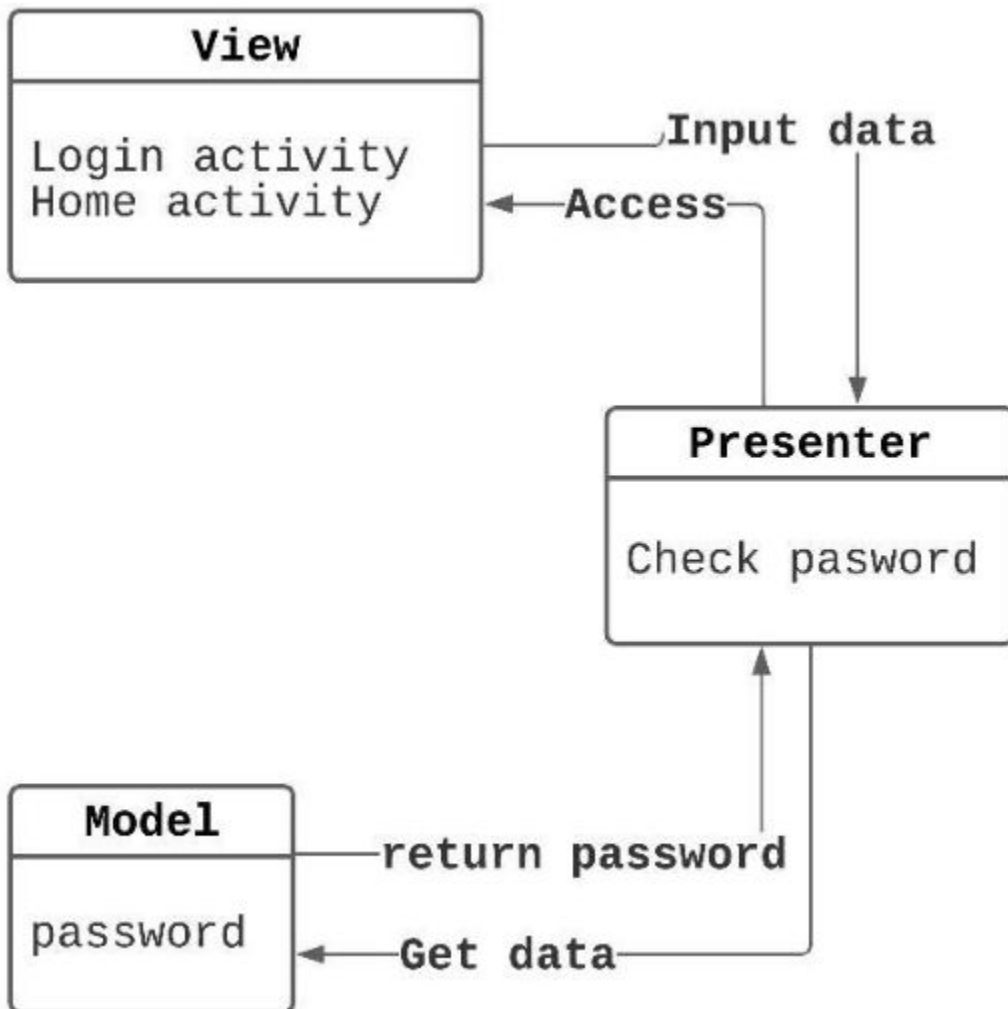 View
Login activity
Home activity
Input data
Access
Presenter
Check pasword
Model
password
return password
Get data